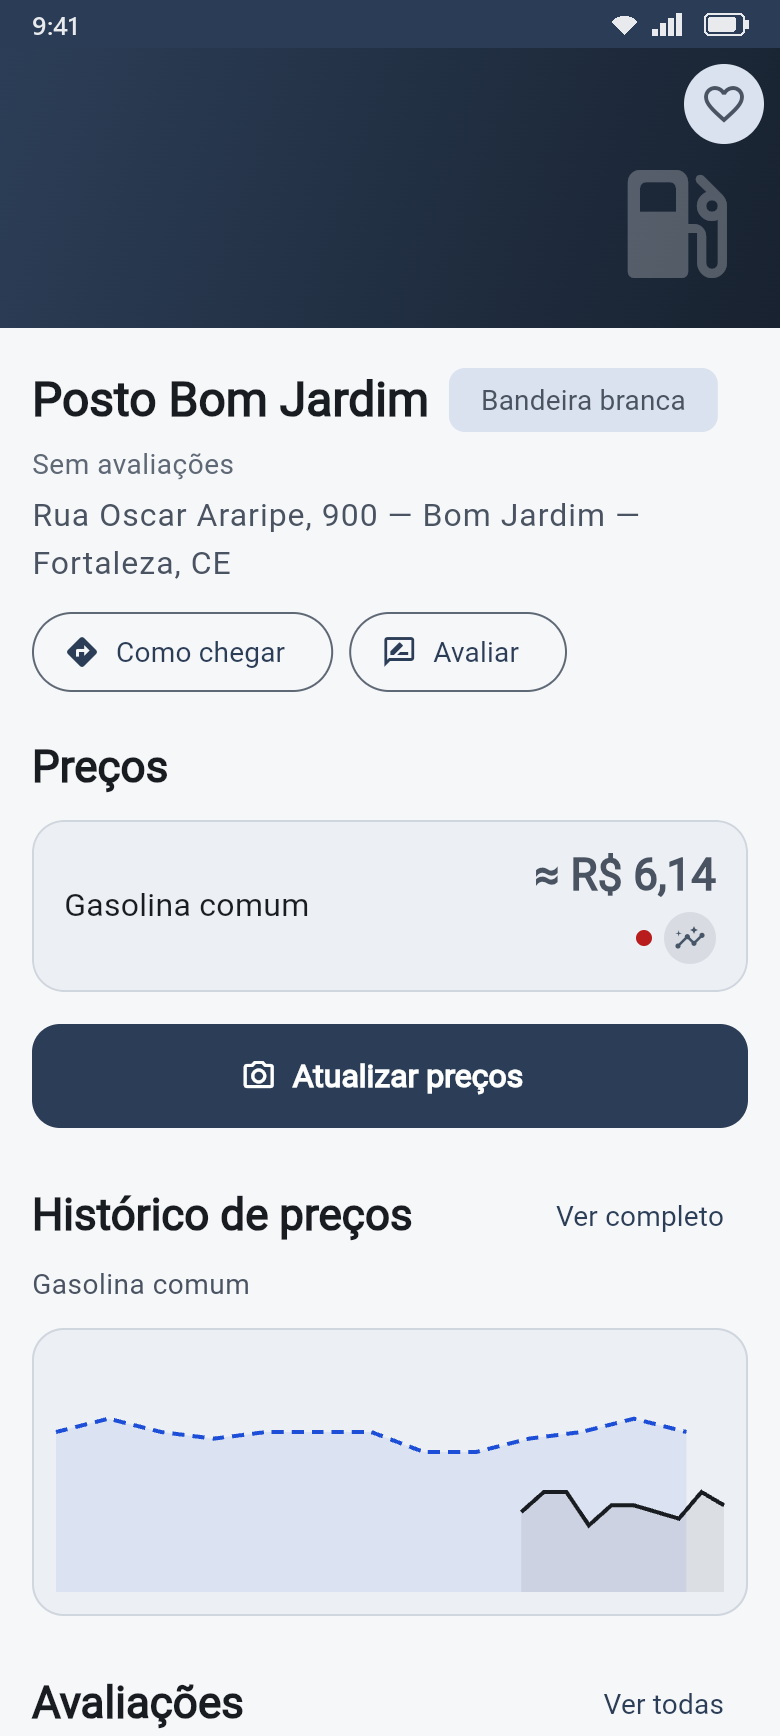 9:41
Posto Bom Jardim
Bandeira branca
Sem avaliações
Rua Oscar Araripe, 900 — Bom Jardim —
Fortaleza, CE
Como chegar
Avaliar
Preços
Gasolina comum
≈ R$ 6,14
Atualizar preços
Histórico de preços
Ver completo
Gasolina comum
Avaliações
Ver todas